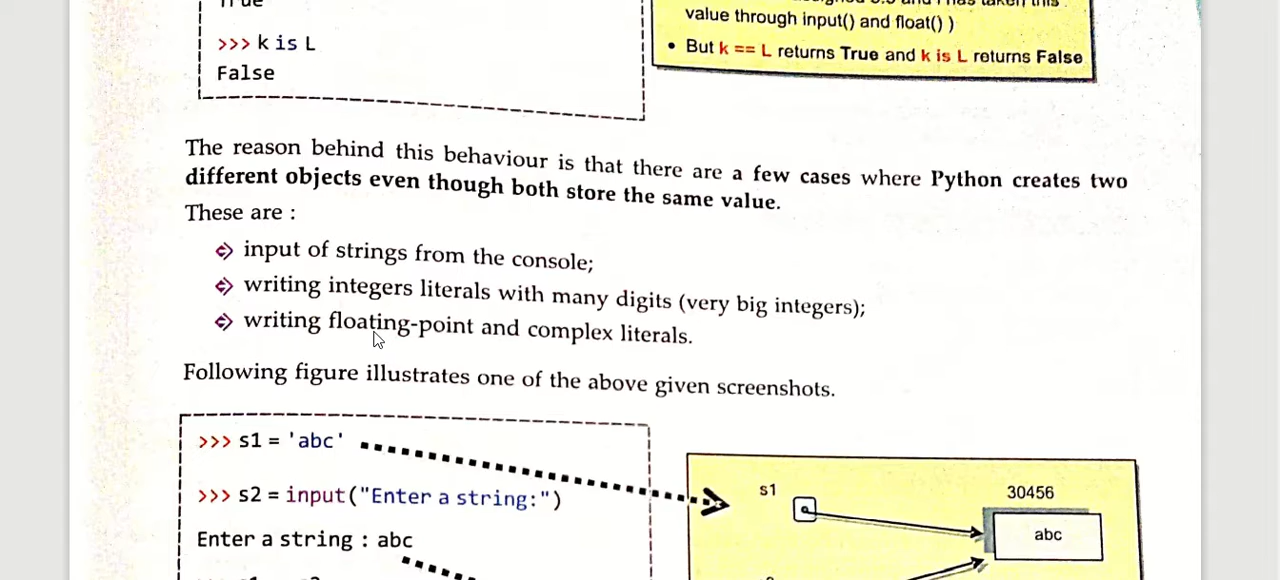 True
>>> k is L
False
value through input() and float() )
• But k == L returns True and k is L returns False
The reason behind this behaviour is that there are a few cases where Python creates two
different objects even though both store the same value.
These are :
input of strings from the console;
writing integers literals with many digits (very big integers);
writing floating-point and complex literals.
Following figure illustrates one of the above given screenshots.
>>> s1 = 'abc'
>>> s2 = input("Enter a string:")
Enter a string : abc
s1
30456
abc